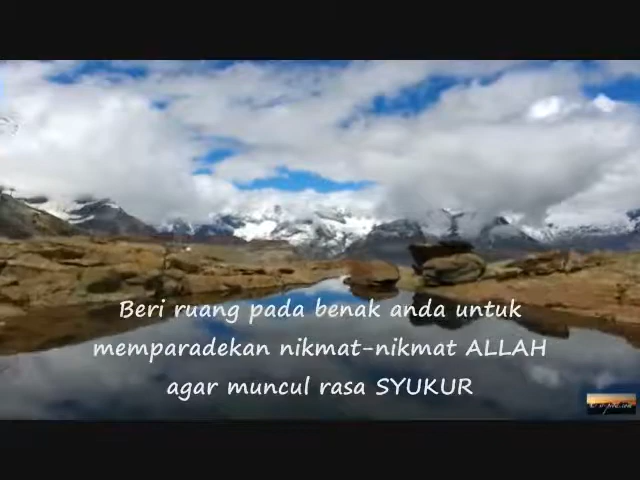 Beri ruang pada benak anda untuk
memparadekan nikmat-nikmat ALLAH
agar muncul rasa SYUKUR